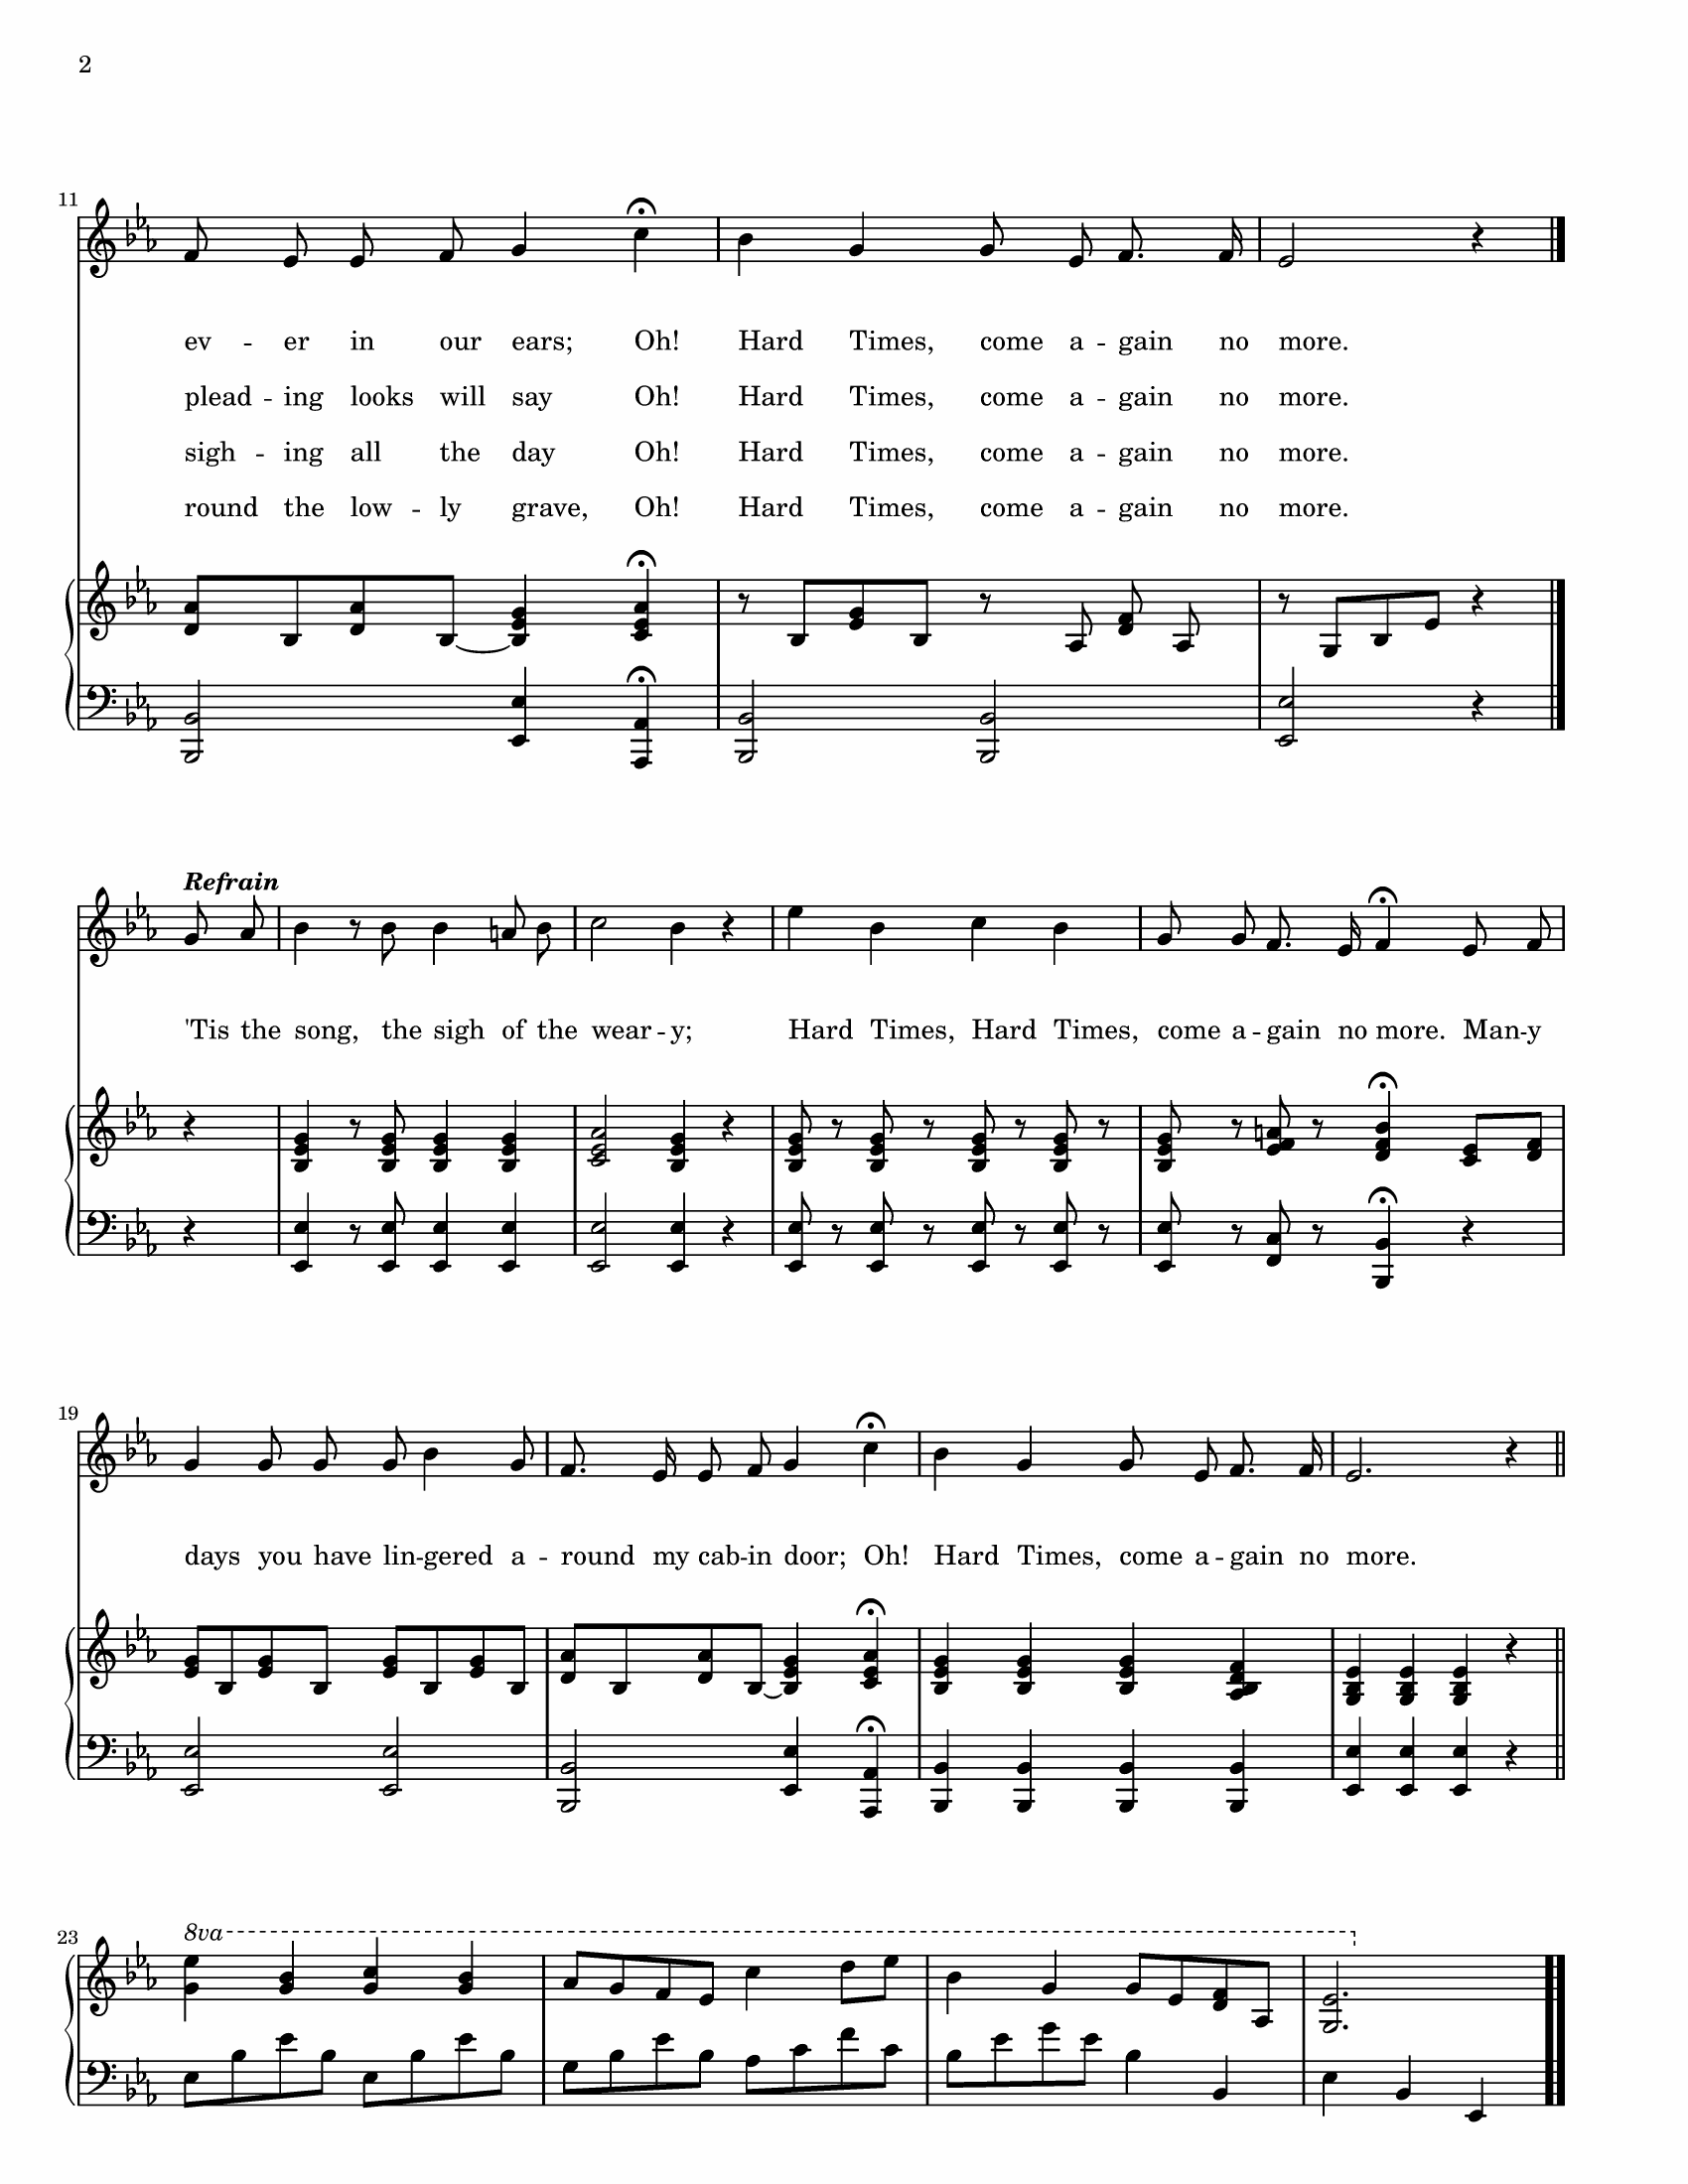 2
11
ev -- er in our ears; Oh! Hard Times, come a -- gain no more.
plead -- ing looks will say Oh! Hard Times, come a -- gain no more.
sigh -- ing all the day Oh! Hard Times, come a -- gain no more.
round the low -- ly grave, Oh! Hard Times, come a -- gain no more.
Refrain
'Tis the song, the sigh of the wear -- y; Hard Times, Hard Times, come a -- gain no more. Man-y
19
days you have lin-gered a -- round my cab-in door; Oh! Hard Times, come a -- gain no more.
8va
23